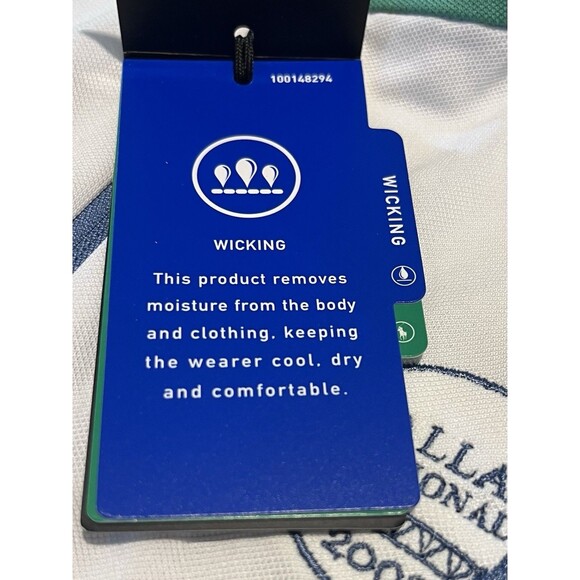 100148294
WICKING
This product removes
moisture from the body
and clothing, keeping
the wearer cool, dry
and comfortable.
WICKING